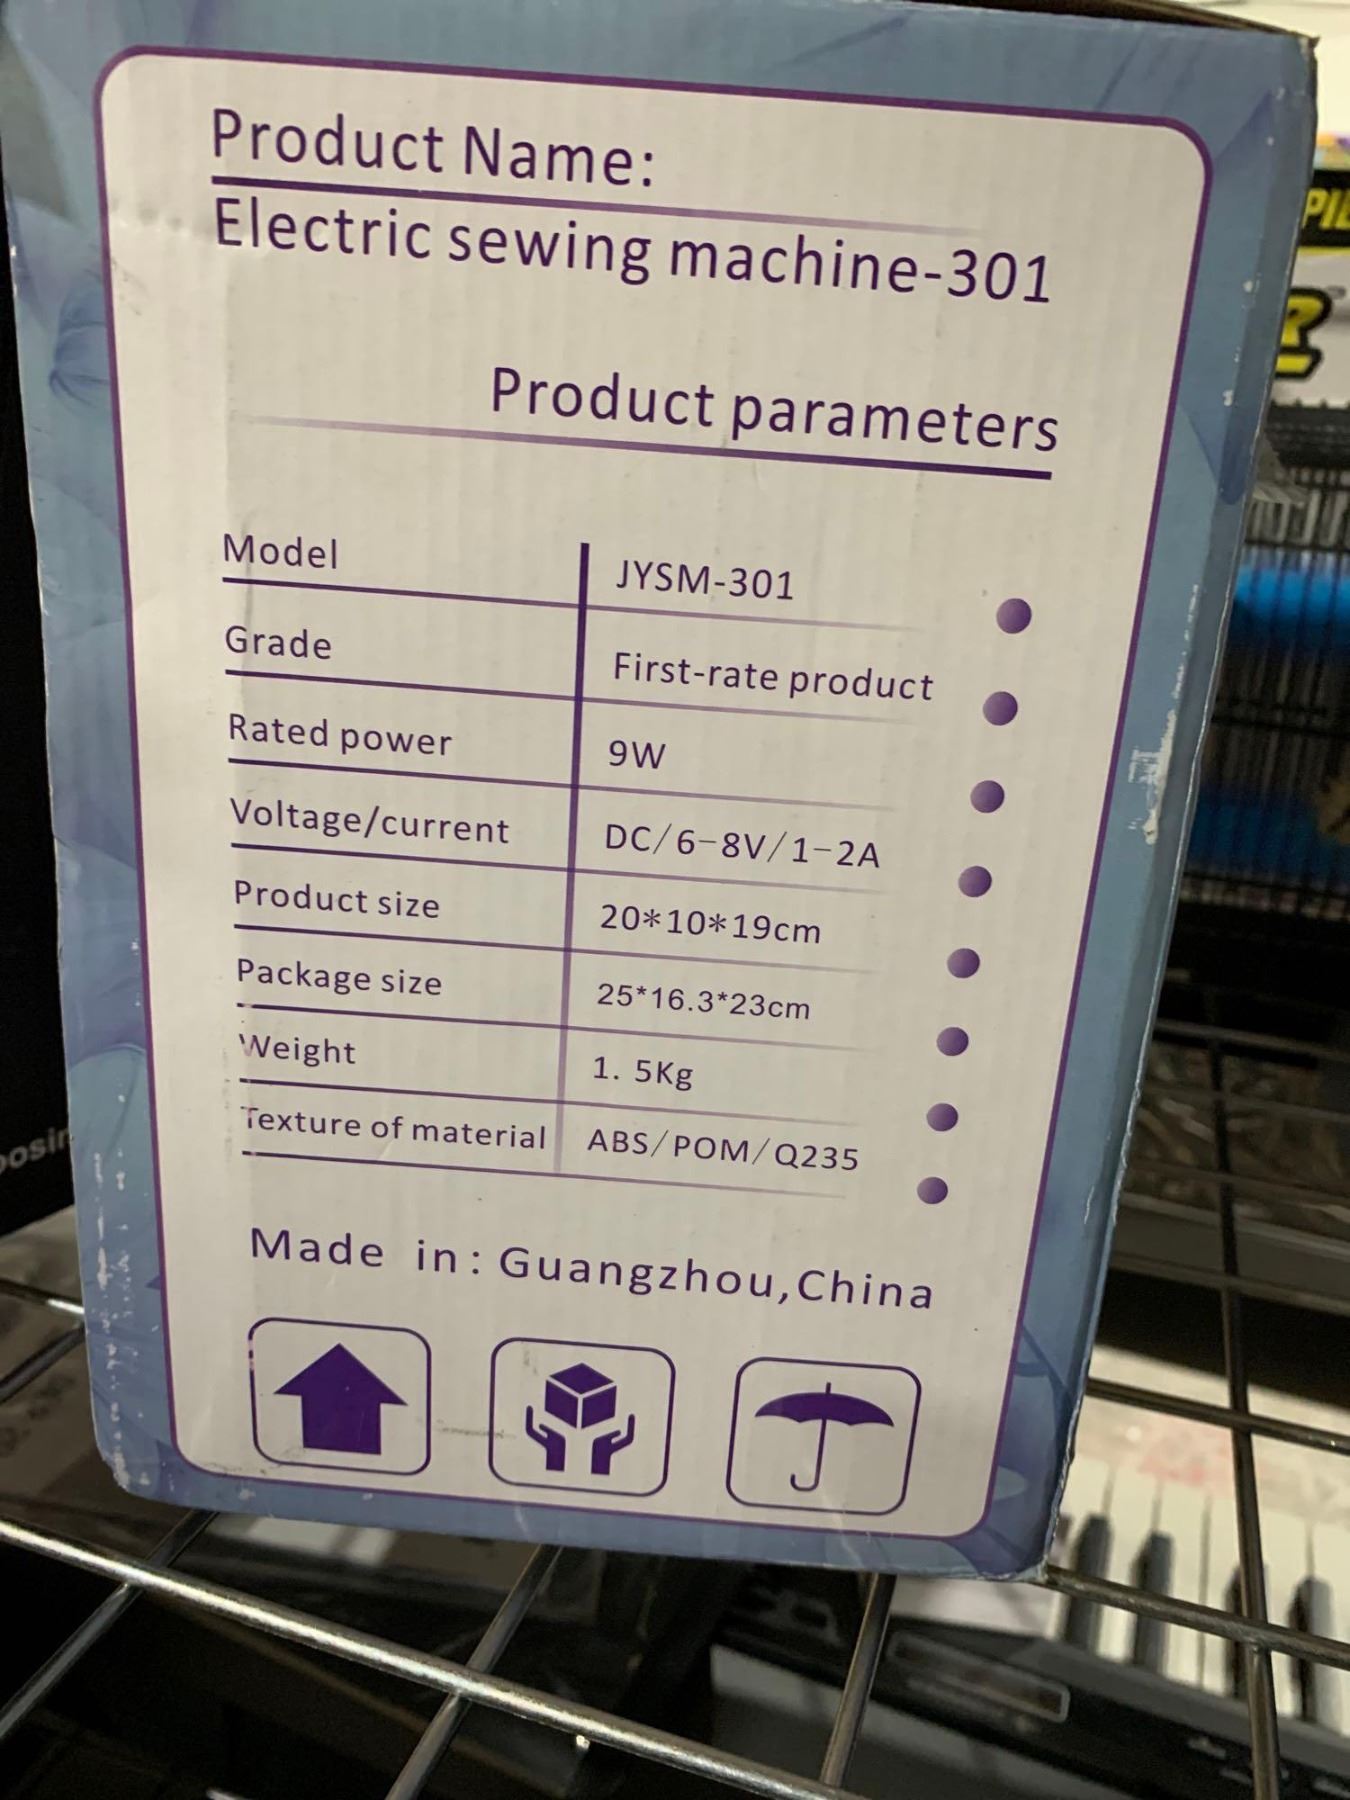 Product Name:
Electric sewing machine-301
Product parameters
Model JYSM-301
Grade First-rate product
Rated power 9W
Voltage/current DC/6-8V/1-2A
Product size 20*10*19cm
Package size 25*16.3*23cm
Weight 1. 5Kg
Texture of material ABS/POM/Q235
Made in: Guangzhou,China